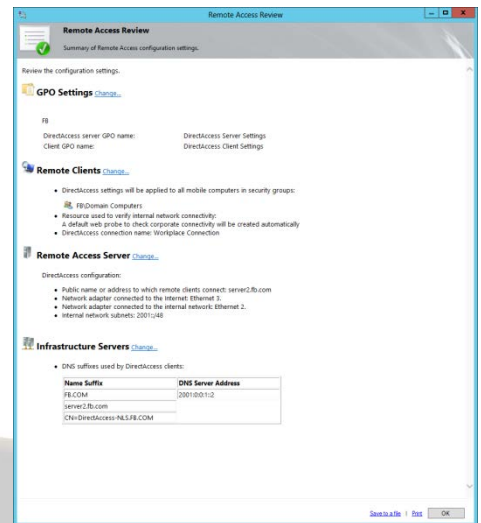 Remote Access Review
Remote Access Review
Summary of Remote Access configuration settings.
Review the configuration settings.
GPO Settings Change...
FB
DirectAccess server GPO name: DirectAccess Server Settings
Client GPO name: DirectAccess Client Settings
Remote Clients Change...
• DirectAccess settings will be applied to all mobile computers in security groups:
FB\Domain Computers
• Resource used to verify internal network connectivity:
A default web probe to check corporate connectivity will be created automatically
• DirectAccess connection name: Workplace Connection
Remote Access Server Change...
DirectAccess configuration:
• Public name or address to which remote clients connect: server2.fb.com
• Network adapter connected to the Internet: Ethernet 3.
• Network adapter connected to the internal network: Ethernet 2.
• Internal network subnets: 2001::/48
Infrastructure Servers Change...
• DNS suffixes used by DirectAccess clients:
Name Suffix DNS Server Address
FB.COM 2001:0:0:1::2
server2.fb.com
CN=DirectAccess-NLS.FB.COM
Save to a file | Print OK